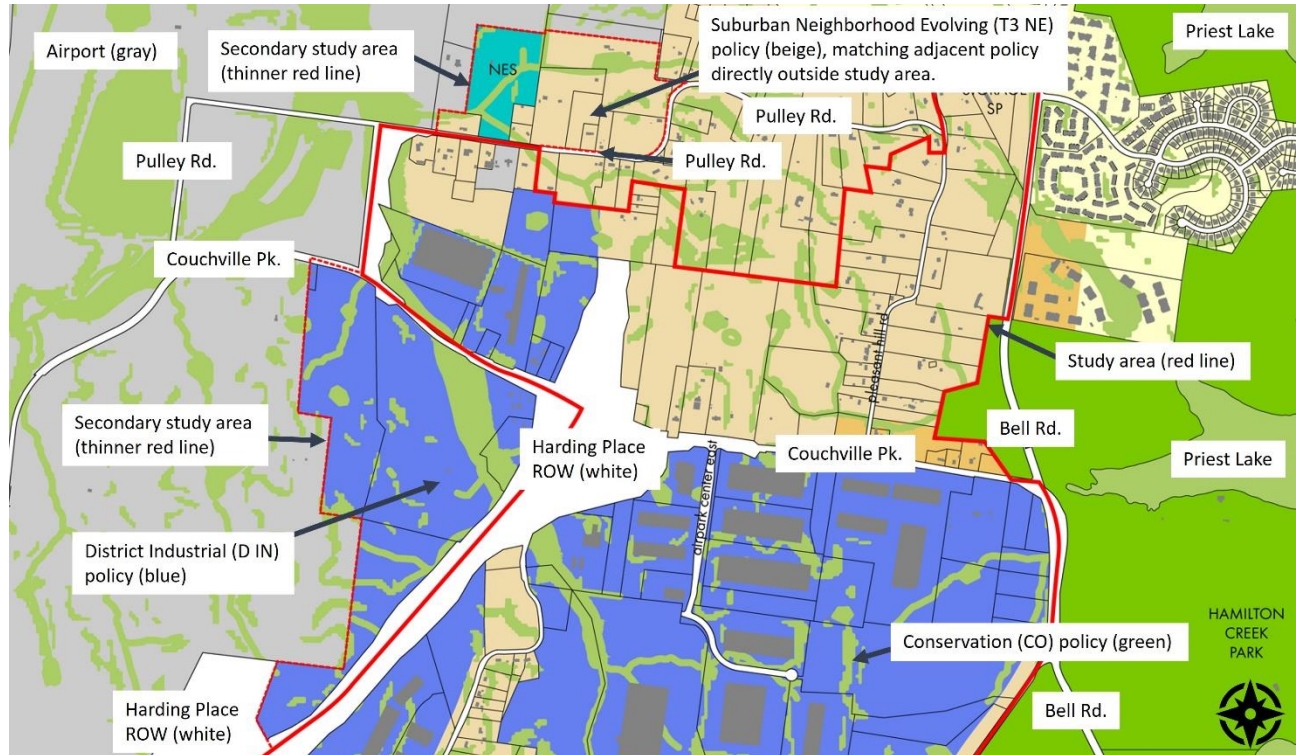 Airport (gray)
Secondary study area
(thinner red line)
Suburban Neighborhood Evolving (T3 NE)
policy (beige), matching adjacent policy
directly outside study area.
Priest Lake
NES
SP
Pulley Rd.
Pulley Rd.
Pulley Rd.
Couchville Pk.
Study area (red line)
pleasant hill rd
Secondary study area
(thinner red line)
Harding Place
ROW (white)
Couchville Pk.
Bell Rd.
Priest Lake
airpark center east
District Industrial (D IN)
policy (blue)
Conservation (CO) policy (green)
HAMILTON
CREEK
PARK
Harding Place
ROW (white)
Bell Rd.